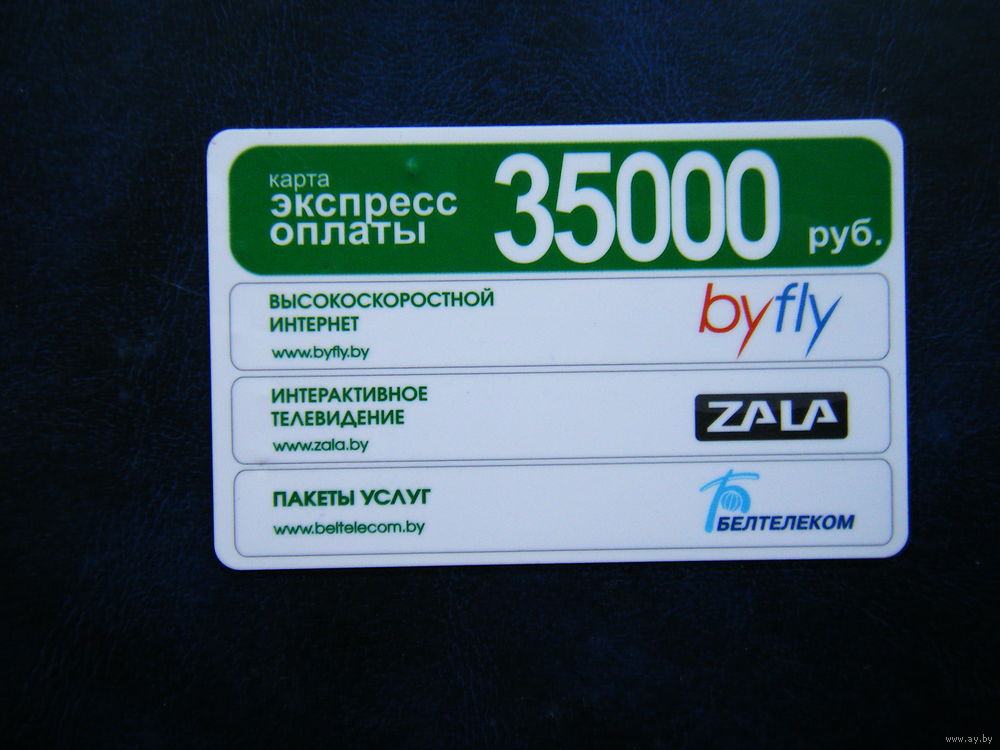 карта
экспресс
оплаты
35000 руб.
ВЫСОКОСКОРОСТНОЙ
ИНТЕРНЕТ
www.byfly.by
byfly
ИНТЕРАКТИВНОЕ
ТЕЛЕВИДЕНИЕ
www.zala.by
ZALA
ПАКЕТЫ УСЛУГ
www.beltelecom.by
БЕЛТЕЛЕКОМ
www.ay.by